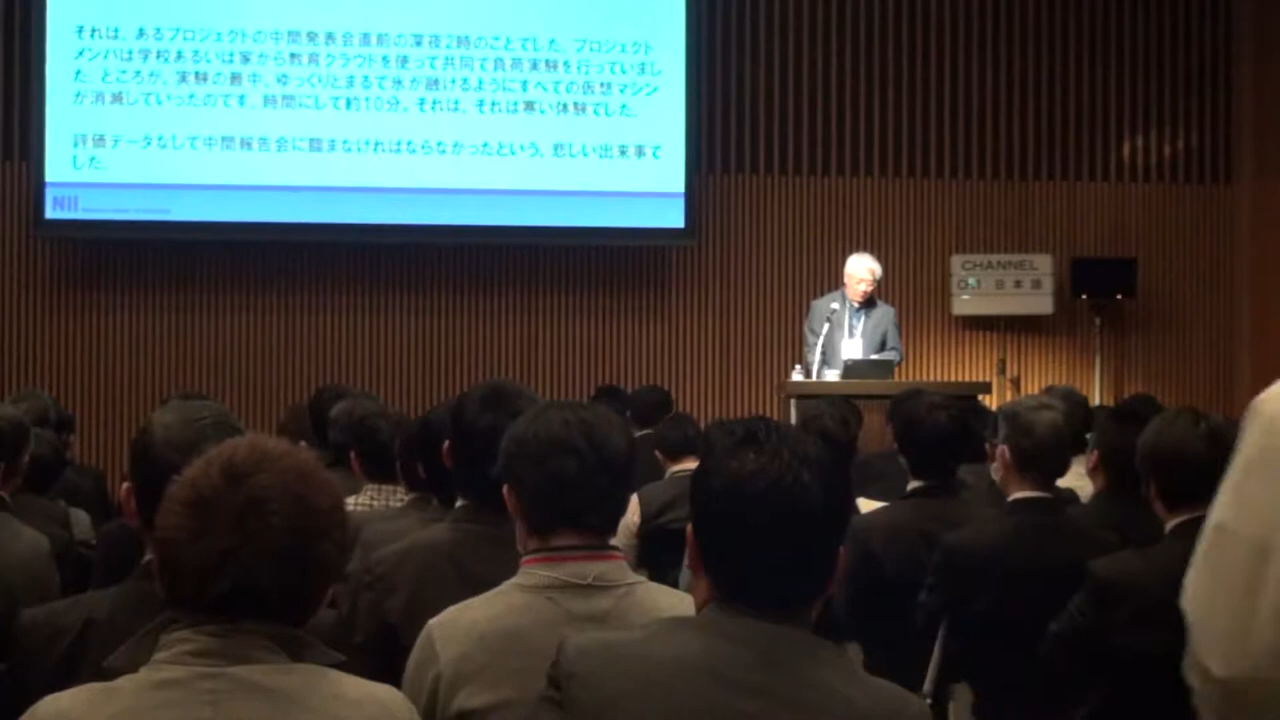 それは、あるプロジェクトの中間発表会直前の深夜2時のことでした。プロジェクト
メンバは学校あるいは家から教育クラウドを使って共同で負荷実験を行っていまし
た。ところが、実験の最中、ゆっくりとまるで氷が融けるようにすべての仮想マシン
が消滅していったのです。時間にして約10分。それは、それは寒い体験でした。
評価データなしで中間報告会に臨まなければならなかったという、悲しい出来事で
した。
NII
CHANNEL
日本語